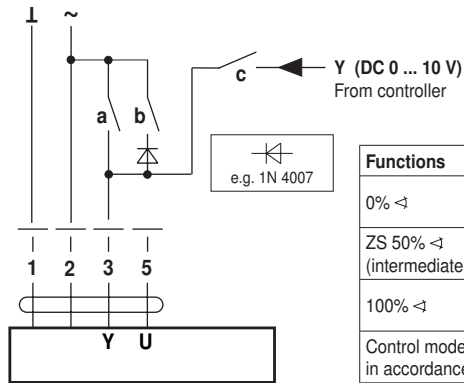 ⊥ ~
Y (DC 0 ... 10 V)
From controller
a b c
e.g. 1N 4007
Functions
0%
ZS 50%
(intermediate
100%
Control mode
in accordance
1 2 3 5
Y U